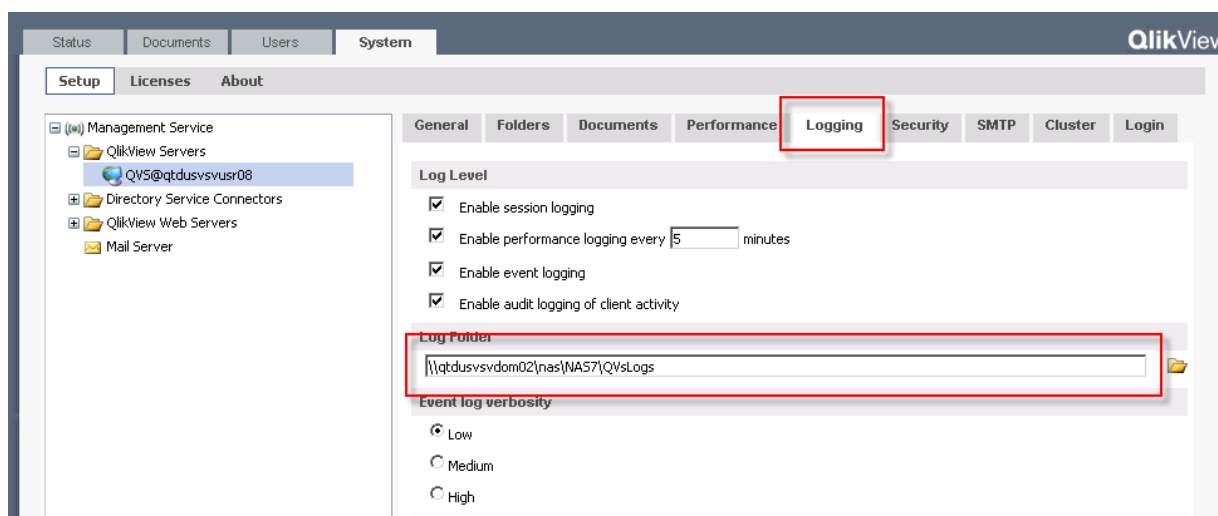 Status Documents Users System QlikView
Setup Licenses About
Management Service
QlikView Servers
QVS@qtdusvsvusr08
Directory Service Connectors
QlikView Web Servers
Mail Server
General Folders Documents Performance Logging Security SMTP Cluster Login
Log Level
Enable session logging
Enable performance logging every 5 minutes
Enable event logging
Enable audit logging of client activity
Log Folder
\\qtdusvsvdom02\nas\NAS7\QVsLogs
Event log verbosity
Low
Medium
High